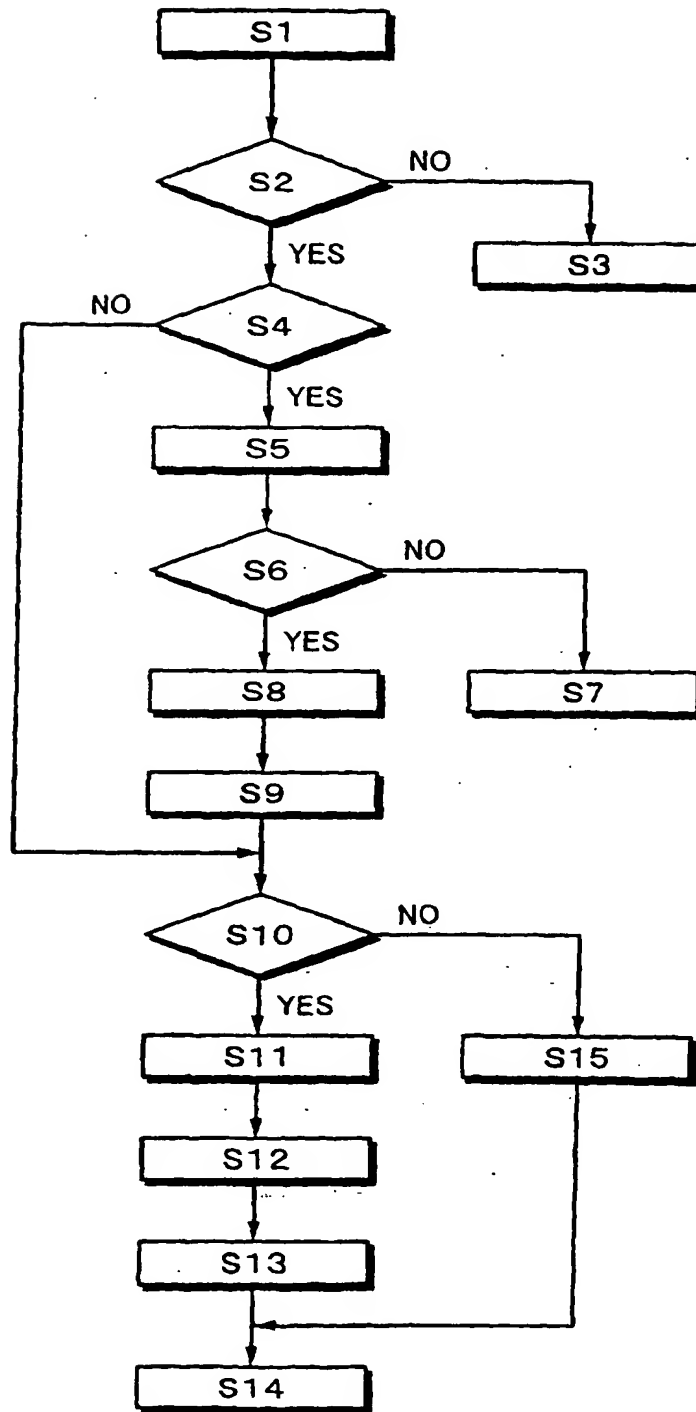 S1
S2
NO
S3
YES
NO
S4
YES
S5
S6
NO
YES
S8
S7
S9
S10
NO
YES
S11
S15
S12
S13
S14